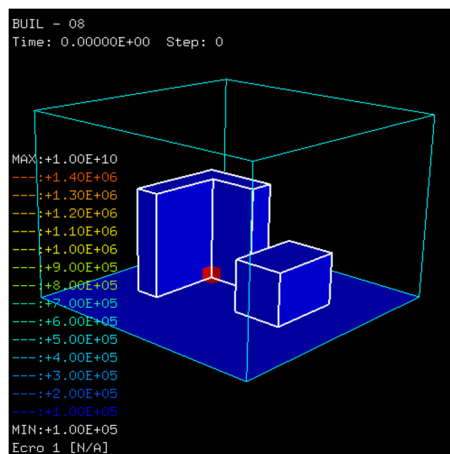 BUIL - 08
Time: 0.00000E+00 Step: 0
MAX:+1.00E+10
---:+1.40E+06
---:+1.30E+06
---:+1.20E+06
---:+1.10E+06
---:+1.00E+06
---:+9.00E+05
---:+8.00E+05
---:+7.00E+05
---:+6.00E+05
---:+5.00E+05
---:+4.00E+05
---:+3.00E+05
---:+2.00E+05
---:+1.00E+05
MIN:+1.00E+05
Ecro 1 [N/A]